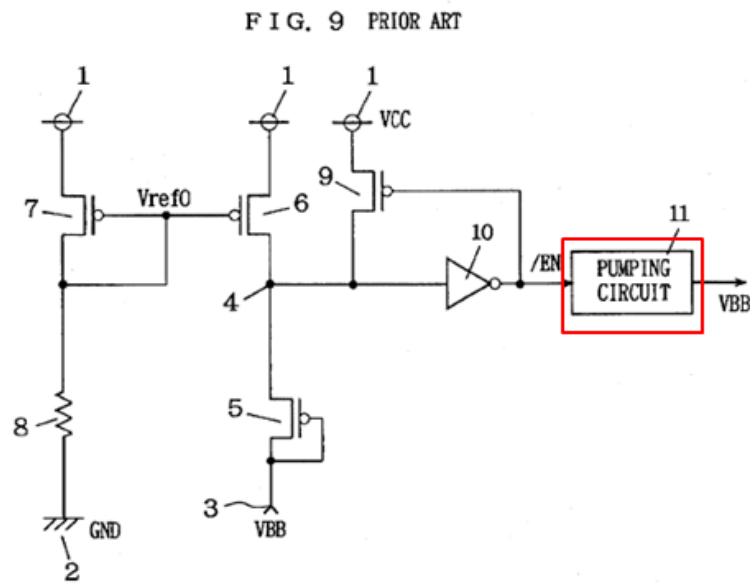 FIG. 9 PRIOR ART
1
1
1
VCC
7
Vref0
6
9
10
11
/EN
PUMPING
CIRCUIT
4
VBB
5
8
3
VBB
GND
2